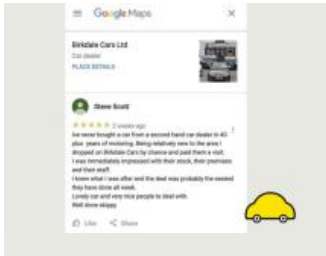 Google Maps
Birkdale Cars Ltd
Car dealer
PLACE DETAILS
Steve Scott
2 weeks ago
Ive never bought a car from a second hand car dealer in 40
plus years of motoring. Being relatively new to the area I
dropped on Birkdale Cars by chance and paid them a visit.
I was immediately impressed with their stock, their premises
and their staff.
I knew what I was after and the deal was probably the easiest
they have done all week.
Lovely car and very nice people to deal with.
Well done skippy
Like Share